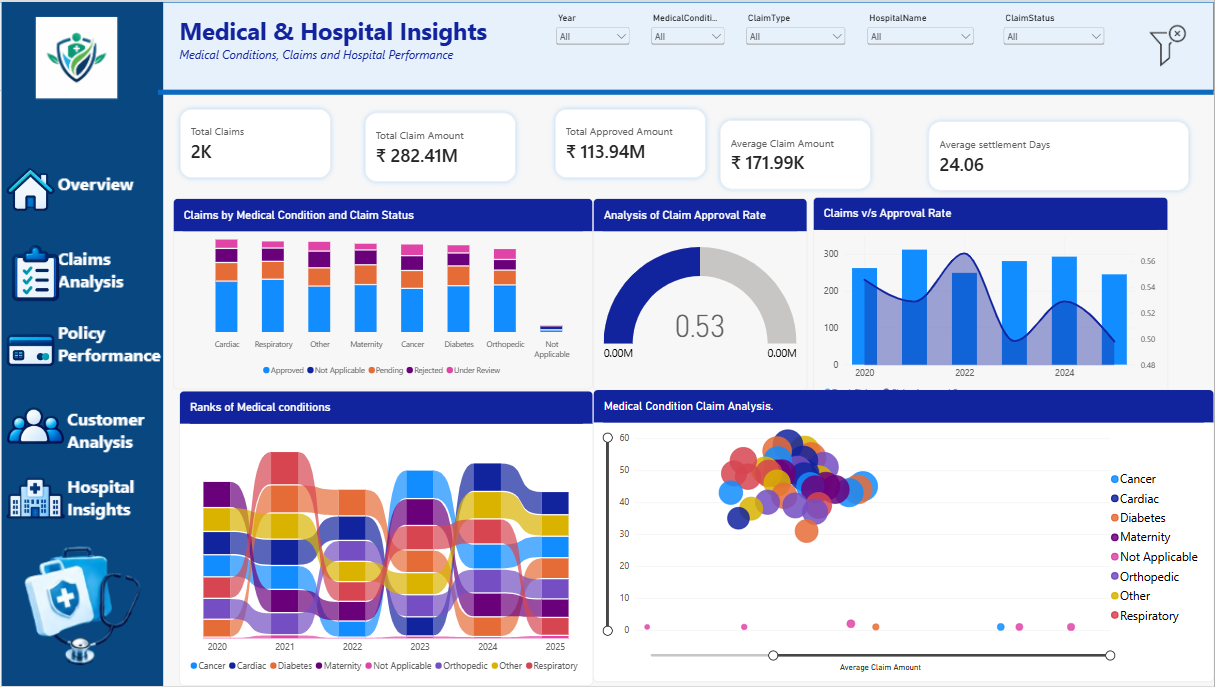 Medical & Hospital Insights
Medical Conditions, Claims and Hospital Performance
Year
All
MedicalConditi...
All
ClaimType
All
HospitalName
All
ClaimStatus
All
Overview
Claims
Analysis
Policy
Performance
Customer
Analysis
Hospital
Insights
Total Claims
2K
Total Claim Amount
₹ 282.41M
Total Approved Amount
₹ 113.94M
Average Claim Amount
₹ 171.99K
Average settlement Days
24.06
Claims by Medical Condition and Claim Status
Cardiac Respiratory Other Maternity Cancer Diabetes Orthopedic Not
Applicable
Approved Not Applicable Pending Rejected Under Review
Analysis of Claim Approval Rate
0.53
0.00M 0.00M
Claims v/s Approval Rate
300
200
100
0
0.56
0.54
0.52
0.50
0.48
2020 2022 2024
Ranks of Medical conditions
2020 2021 2022 2023 2024 2025
Cancer Cardiac Diabetes Maternity Not Applicable Orthopedic Other Respiratory
Medical Condition Claim Analysis.
60
50
40
30
20
10
0
Average Claim Amount
Cancer
Cardiac
Diabetes
Maternity
Not Applicable
Orthopedic
Other
Respiratory